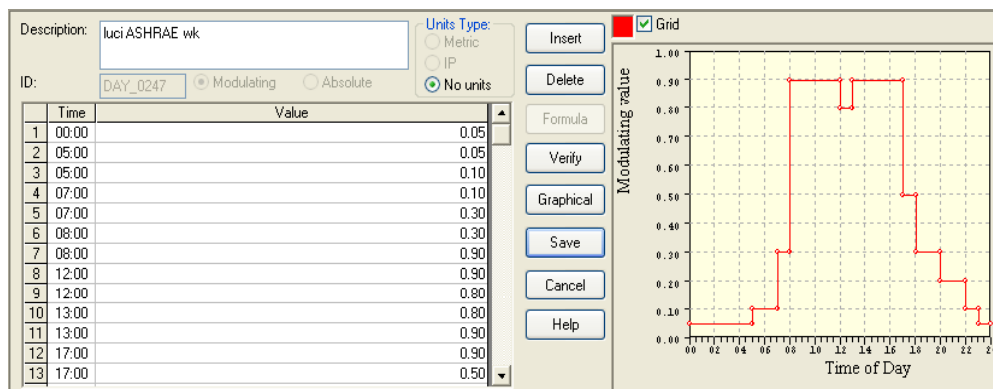 Description:
luci ASHRAE wk
Units Type:
Metric
IP
No units
ID:
DAY_0247
Modulating
Absolute
Time Value
1 00:00 0.05
2 05:00 0.05
3 05:00 0.10
4 07:00 0.10
5 07:00 0.30
6 08:00 0.30
7 08:00 0.90
8 12:00 0.90
9 12:00 0.80
10 13:00 0.80
11 13:00 0.90
12 17:00 0.90
13 17:00 0.50
Insert
Delete
Formula
Verify
Graphical
Save
Cancel
Help
Grid
Modulating value
1.00
0.90
0.80
0.70
0.60
0.50
0.40
0.30
0.20
0.10
0.00
00 02 04 06 08 10 12 14 16 18 20 22 24
Time of Day